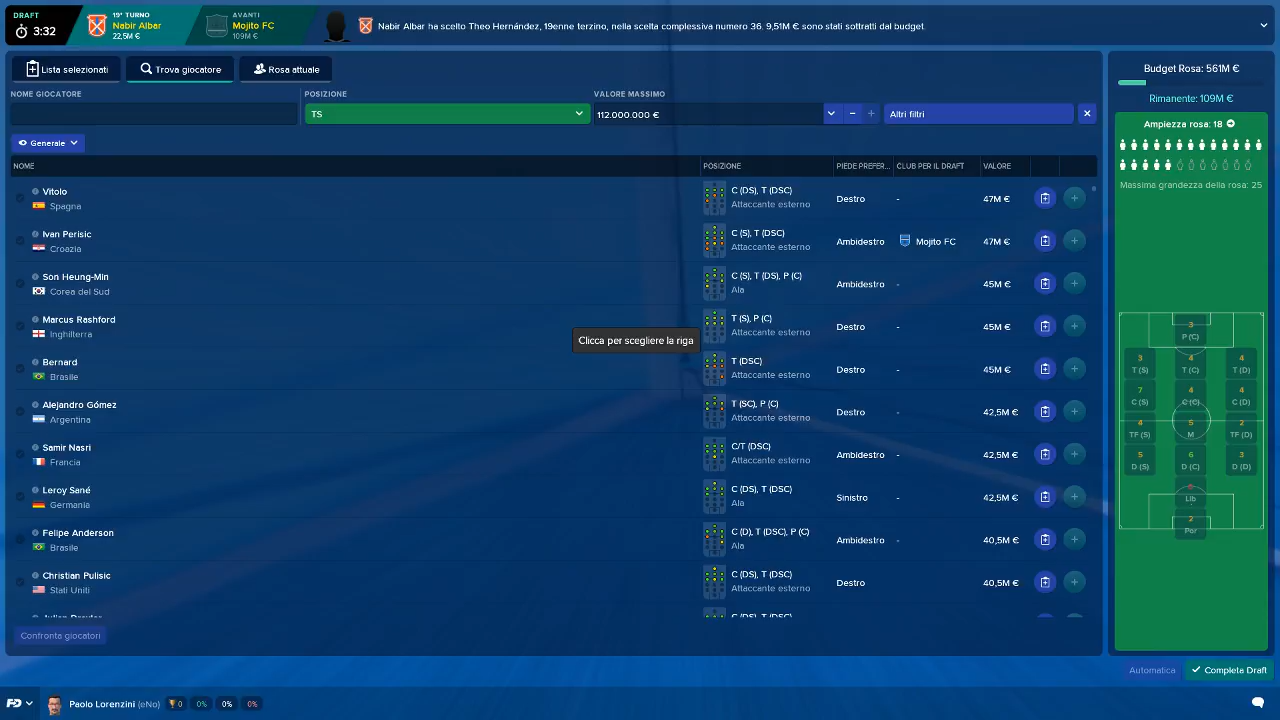 DRAFT
3:32
19° TURNO
Nabir Albar
22,5M €
AVANTI
Mojito FC
109M €
Nabir Albar ha scelto Theo Hernández, 19enne terzino, nella scelta complessiva numero 36. 9,51M € sono stati sottratti dal budget.
Lista selezionati
Trova giocatore
Rosa attuale
NOME GIOCATORE
POSIZIONE
VALORE MASSIMO
TS
112.000.000 €
Altri filtri
Generale
NOME
POSIZIONE
PIEDE PREFER...
CLUB PER IL DRAFT
VALORE
Vitolo
Spagna
C (DS), T (DSC)
Attaccante esterno
Destro
-
47M €
Ivan Perisic
Croazia
C (S), T (DSC)
Attaccante esterno
Ambidestro
Mojito FC
47M €
Son Heung-Min
Corea del Sud
C (S), T (DS), P (C)
Ala
Ambidestro
-
45M €
Marcus Rashford
Inghilterra
T (S), P (C)
Attaccante esterno
Destro
-
45M €
Clicca per scegliere la riga
Bernard
Brasile
T (DSC)
Attaccante esterno
Destro
-
45M €
Alejandro Gómez
Argentina
T (SC), P (C)
Attaccante esterno
Destro
-
42,5M €
Samir Nasri
Francia
C/T (DSC)
Attaccante esterno
Ambidestro
-
42,5M €
Leroy Sané
Germania
C (DS), T (DSC)
Ala
Sinistro
-
42,5M €
Felipe Anderson
Brasile
C (D), T (DSC), P (C)
Ala
Ambidestro
-
40,5M €
Christian Pulisic
Stati Uniti
C (DS), T (DSC)
Attaccante esterno
Destro
-
40,5M €
Confronta giocatori
Budget Rosa: 561M €
Rimanente: 109M €
Ampiezza rosa: 18
Massima grandezza della rosa: 25
3
P (C)
3
T (S)
4
T (C)
4
T (D)
7
C (S)
4
C (C)
4
C (D)
4
TF (S)
5
M
2
TF (D)
5
D (S)
6
D (C)
3
D (D)
Lib
2
Por
Automatica
Completa Draft
FD
Paolo Lorenzini (eNo)
0
0%
0%
0%